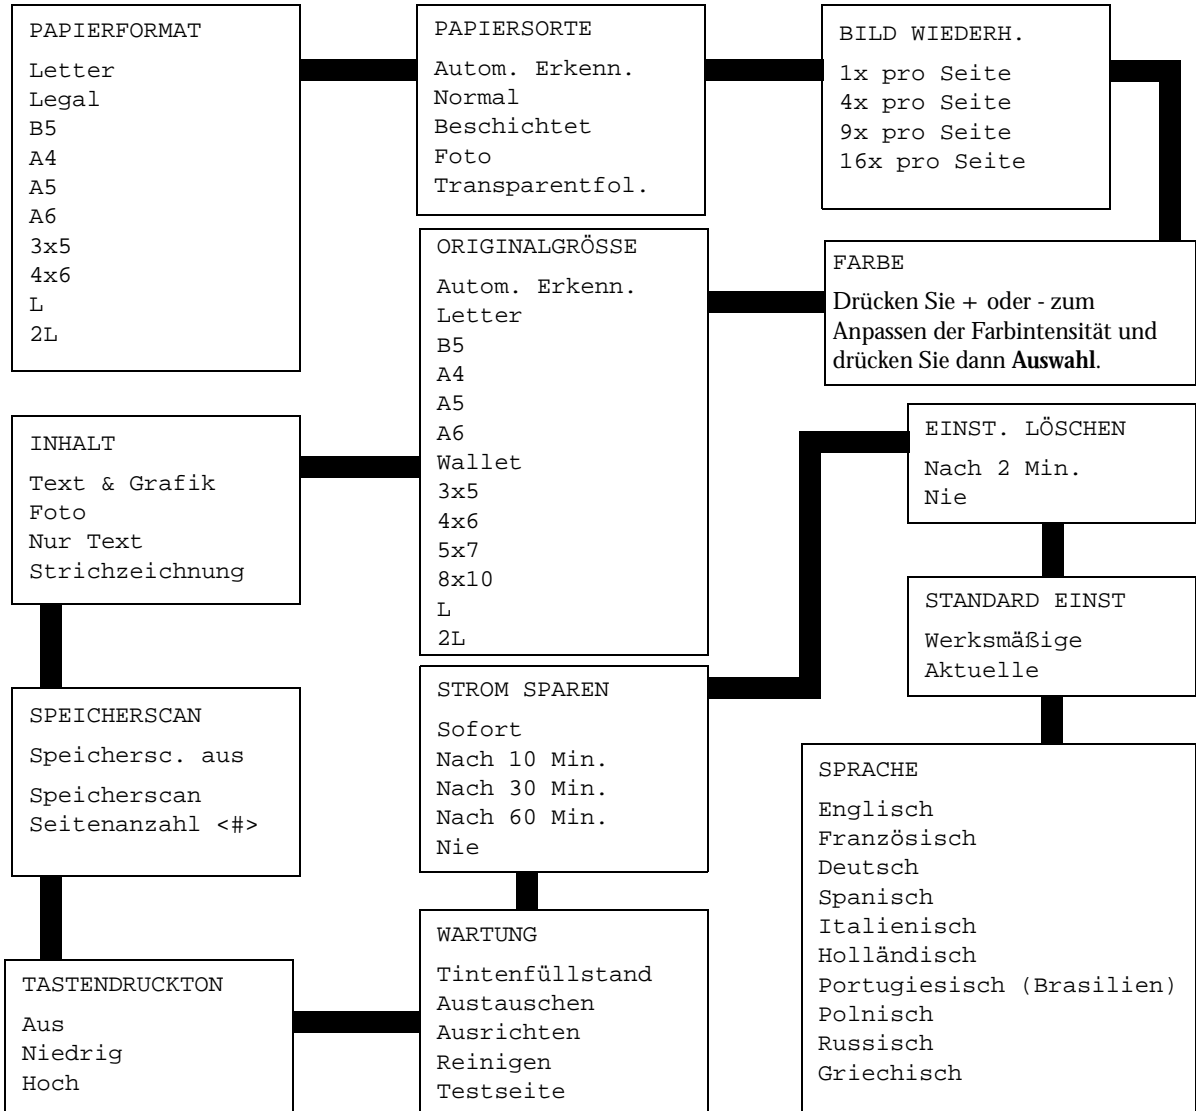 PAPIERFORMAT
Letter
Legal
B5
A4
A5
A6
3x5
4x6
L
2L
PAPIERSORTE
Autom. Erkenn.
Normal
Beschichtet
Foto
Transparentfol.
BILD WIEDERH.
1x pro Seite
4x pro Seite
9x pro Seite
16x pro Seite
FARBE
Drücken Sie + oder - zum
Anpassen der Farbintensität und
drücken Sie dann Auswahl.
ORIGINALGRÖSSE
Autom. Erkenn.
Letter
B5
A4
A5
A6
Wallet
3x5
4x6
5x7
8x10
L
2L
INHALT
Text & Grafik
Foto
Nur Text
Strichzeichnung
SPEICHERSCAN
Speichersc. aus
Speicherscan
Seitenanzahl <#>
TASTENDRUCKTON
Aus
Niedrig
Hoch
WARTUNG
Tintenfüllstand
Austauschen
Ausrichten
Reinigen
Testseite
STROM SPAREN
Sofort
Nach 10 Min.
Nach 30 Min.
Nach 60 Min.
Nie
EINST. LÖSCHEN
Nach 2 Min.
Nie
STANDARD EINST
Werksmäßige
Aktuelle
SPRACHE
Englisch
Französisch
Deutsch
Spanisch
Italienisch
Holländisch
Portugiesisch (Brasilien)
Polnisch
Russisch
Griechisch